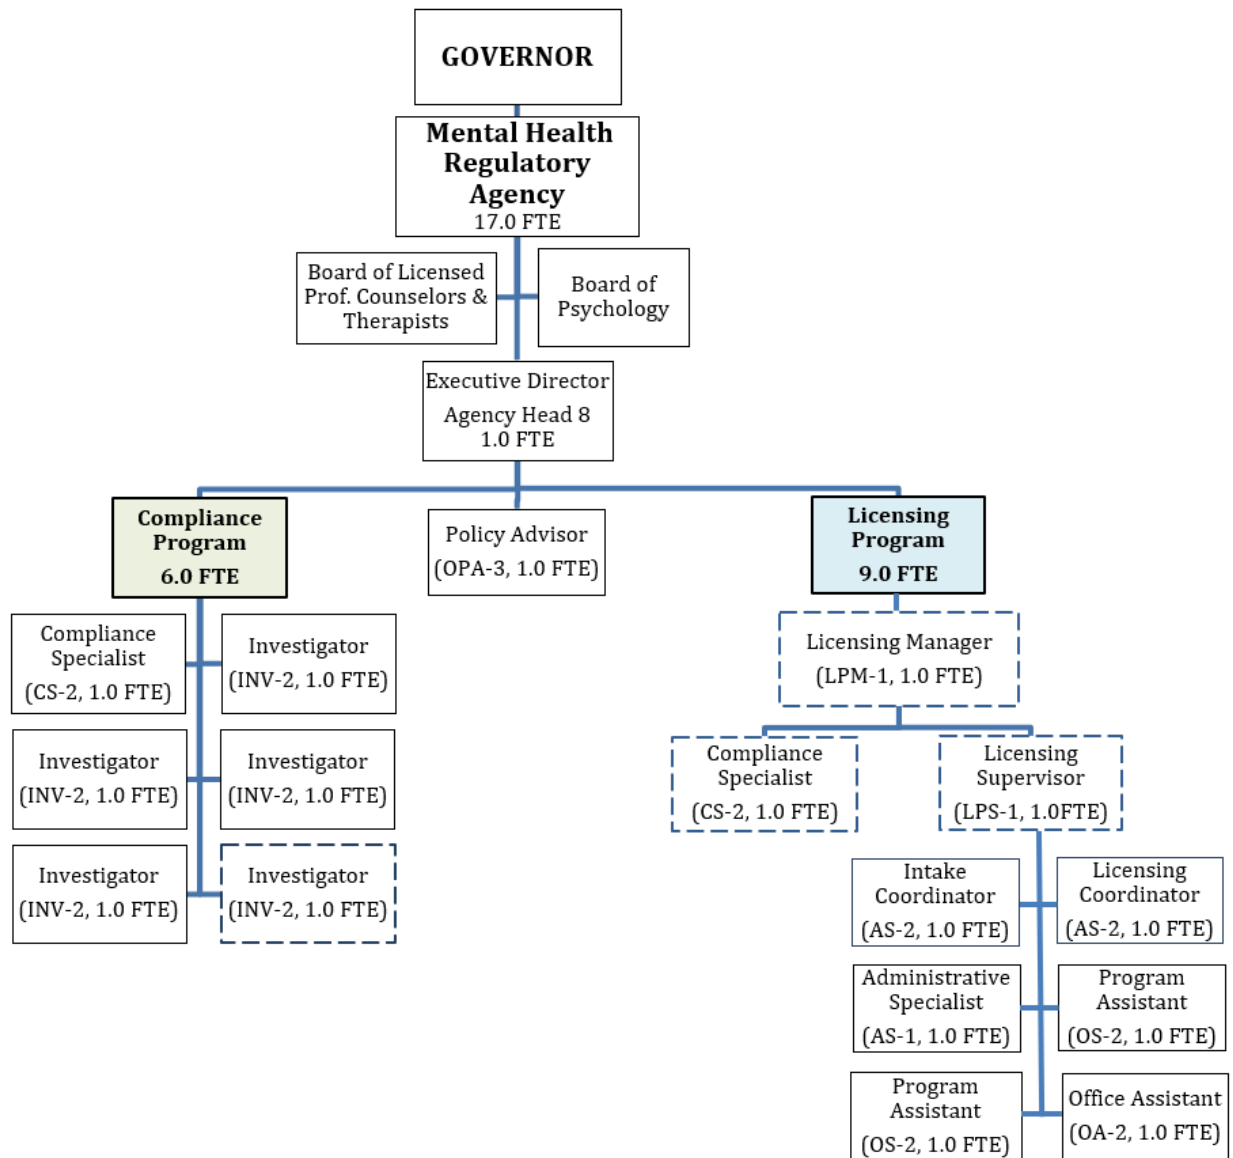 GOVERNOR
Mental Health
Regulatory
Agency
17.0 FTE
Board of Licensed
Prof. Counselors &
Therapists
Board of
Psychology
Executive Director
Agency Head 8
1.0 FTE
Compliance
Program
6.0 FTE
Policy Advisor
(OPA-3, 1.0 FTE)
Licensing
Program
9.0 FTE
Compliance
Specialist
(CS-2, 1.0 FTE)
Investigator
(INV-2, 1.0 FTE)
Investigator
(INV-2, 1.0 FTE)
Investigator
(INV-2, 1.0 FTE)
Investigator
(INV-2, 1.0 FTE)
Investigator
(INV-2, 1.0 FTE)
Licensing Manager
(LPM-1, 1.0 FTE)
Compliance
Specialist
(CS-2, 1.0 FTE)
Licensing
Supervisor
(LPS-1, 1.0FTE)
Intake
Coordinator
(AS-2, 1.0 FTE)
Licensing
Coordinator
(AS-2, 1.0 FTE)
Administrative
Specialist
(AS-1, 1.0 FTE)
Program
Assistant
(OS-2, 1.0 FTE)
Program
Assistant
(OS-2, 1.0 FTE)
Office Assistant
(OA-2, 1.0 FTE)